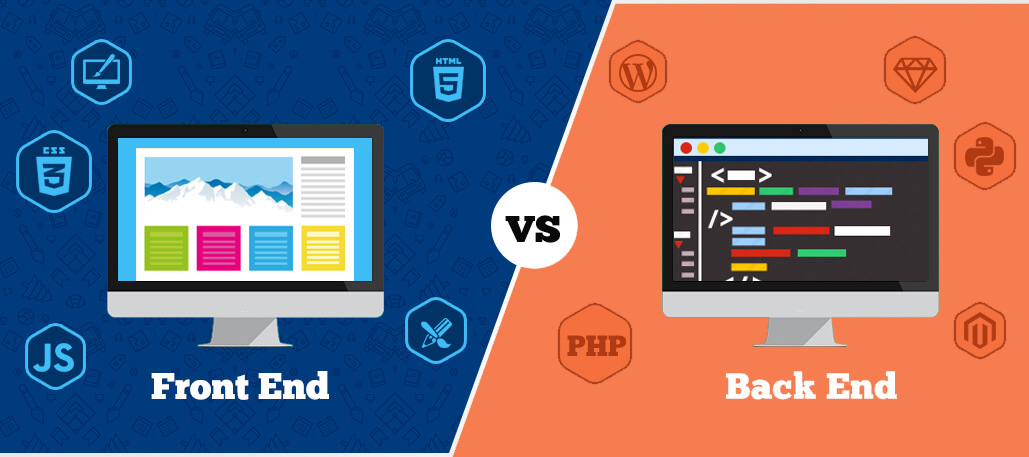 HTML
5
CSS
3
JS
Front End
VS
W
< >
/>
</>
PHP
Back End